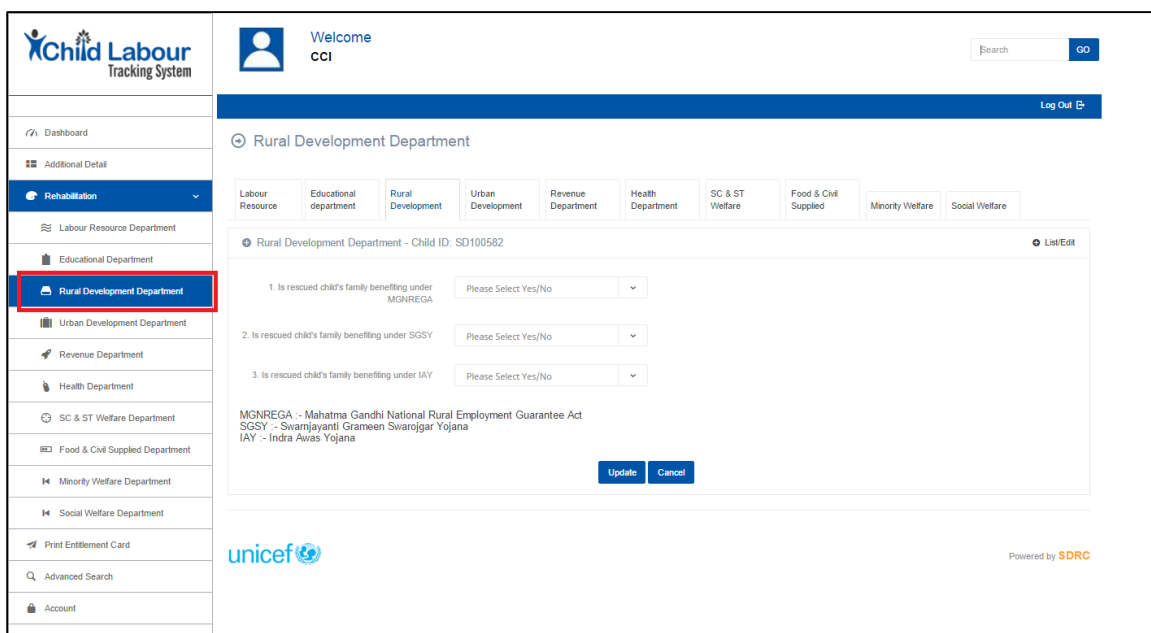 Child Labour
Tracking System
Welcome
CCI
Search
GO
Log Out
Dashboard
Additional Detail
Rehabilitation
Labour Resource Department
Educational Department
Rural Development Department
Urban Development Department
Revenue Department
Health Department
SC & ST Welfare Department
Food & Civil Supplied Department
Minority Welfare Department
Social Welfare Department
Print Entitlement Card
Advanced Search
Account
Rural Development Department
Labour
Resource
Educational
department
Rural
Development
Urban
Development
Revenue
Department
Health
Department
SC & ST
Welfare
Food & Civil
Supplied
Minority Welfare
Social Welfare
Rural Development Department - Child ID: SD100582
List/Edit
1. Is rescued child's family benefiting under
MGNREGA
Please Select Yes/No
2. Is rescued child's family benefiting under SGSY
Please Select Yes/No
3. Is rescued child's family benefiting under IAY
Please Select Yes/No
MGNREGA :- Mahatma Gandhi National Rural Employment Guarantee Act
SGSY :- Swarnjayanti Grameen Swarojgar Yojana
IAY :- Indra Awas Yojana
Update
Cancel
unicef
Powered by SDRC